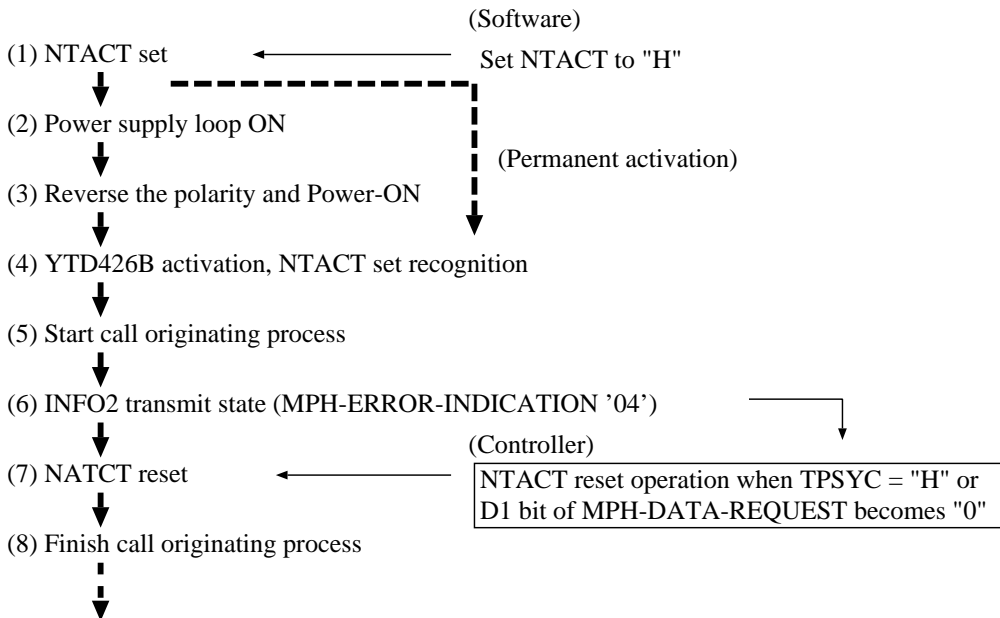 (Software)
(1) NTACT set
Set NTACT to "H"
(2) Power supply loop ON
(Permanent activation)
(3) Reverse the polarity and Power-ON
(4) YTD426B activation, NTACT set recognition
(5) Start call originating process
(6) INFO2 transmit state (MPH-ERROR-INDICATION ’04’)
(Controller)
(7) NATCT reset
NTACT reset operation when TPSYC = "H" or
D1 bit of MPH-DATA-REQUEST becomes "0"
(8) Finish call originating process